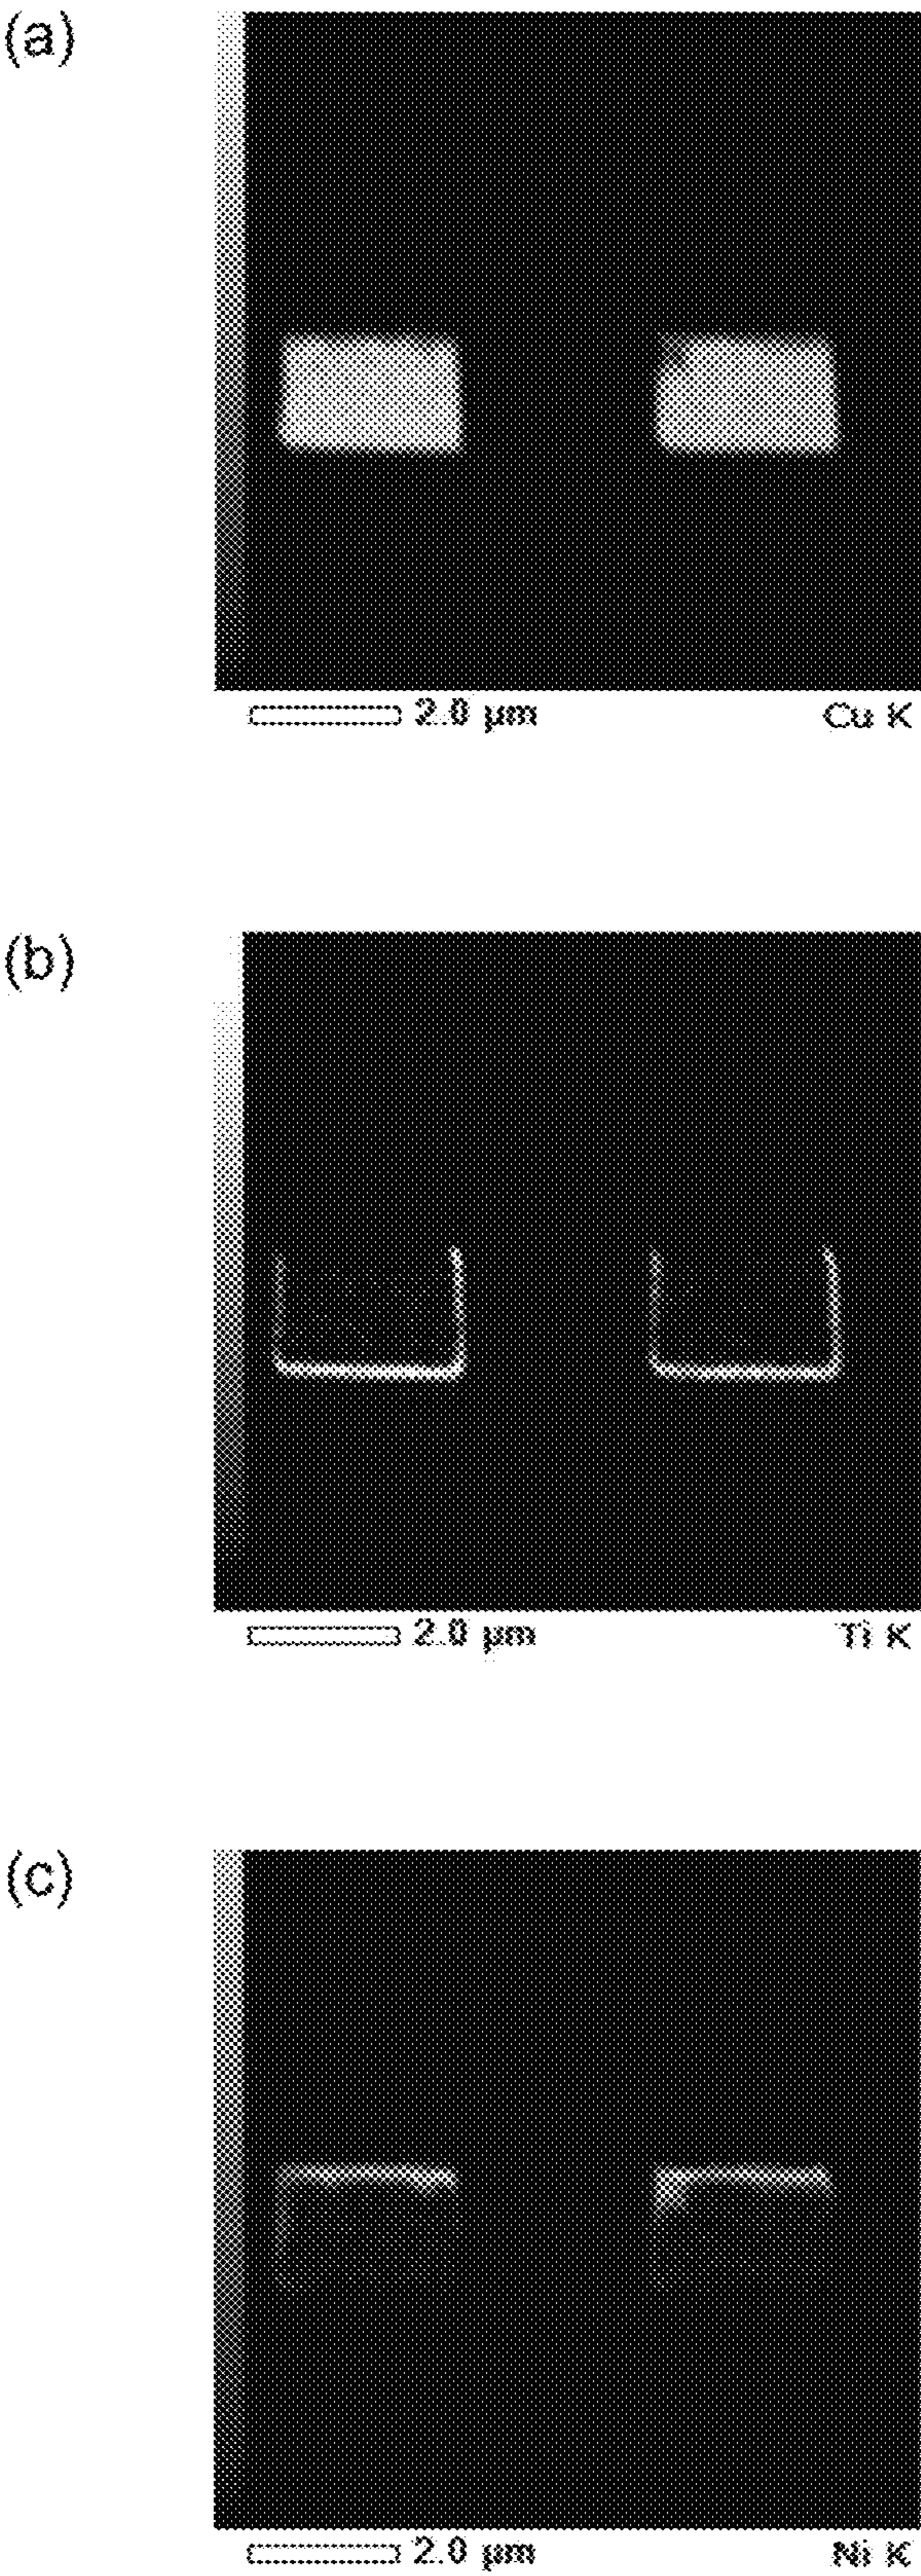 (a)
2.0 μm Cu K
(b)
2.0 μm Ti K
(c)
2.0 μm Ni K